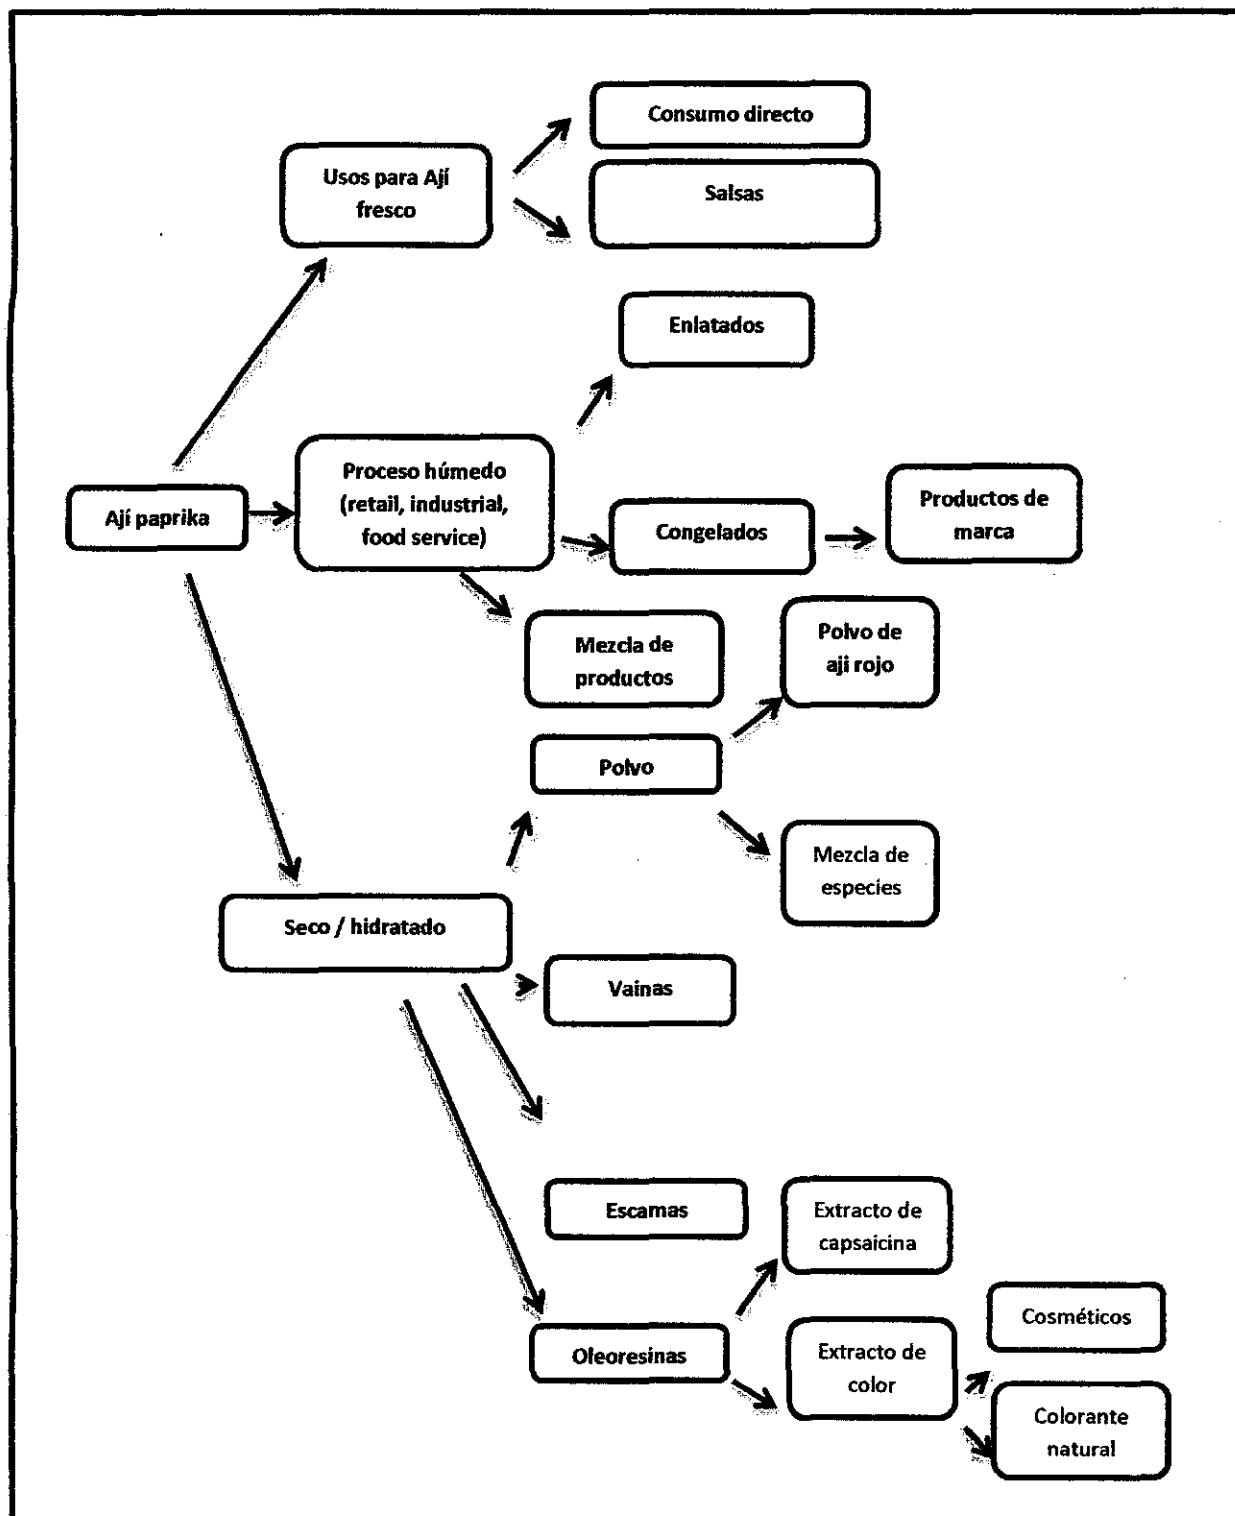 Consumo directo
Usos para Ají
fresco
Salsas
Enlatados
Proceso húmedo
(retail, industrial,
food service)
Ají paprika
Congelados
Productos de
marca
Mezcla de
productos
Polvo de
aji rojo
Polvo
Mezcla de
especies
Seco / hidratado
Vainas
Escamas
Extracto de
capsaicina
Oleoresinas
Extracto de
color
Cosméticos
Colorante
natural